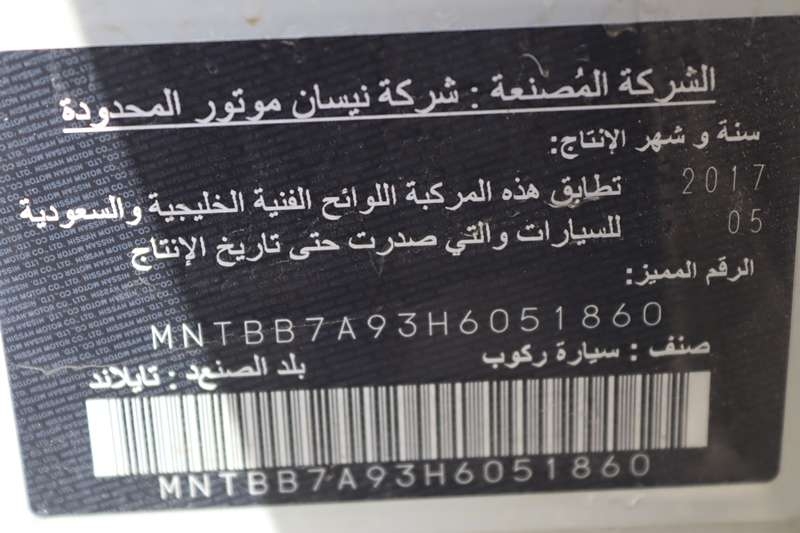 الشركة المُصنعة : شركة نيسان موتور المحدودة
سنة و شهر الإنتاج:
2017
05
تطابق هذه المركبة اللوائح الفنية الخليجية والسعودية
للسيارات والتي صدرت حتى تاريخ الإنتاج
الرقم المميز:
MNTBB7A93H6051860
صنف : سيارة ركوب
بلد الصنعد : تايلاند
MNTBB7A93H6051860